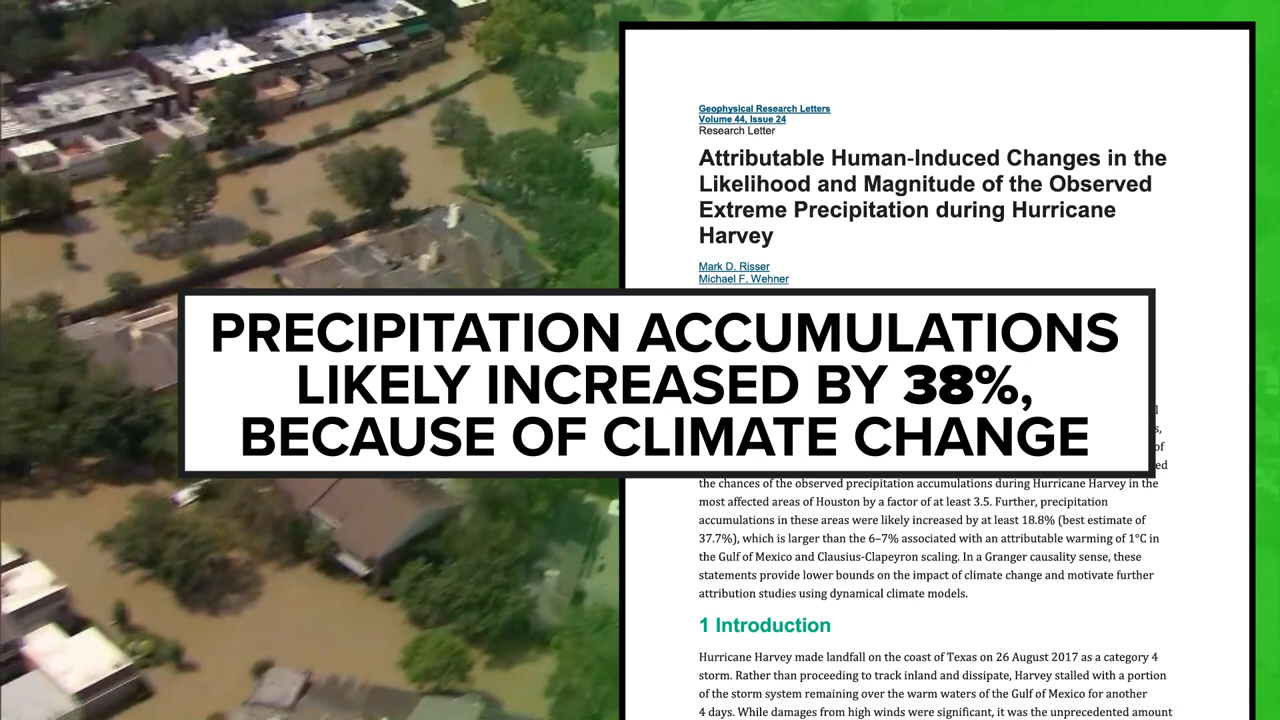 Geophysical Research Letters
Volume 44, Issue 24
Research Letter
Attributable Human-Induced Changes in the
Likelihood and Magnitude of the Observed
Extreme Precipitation during Hurricane
Harvey
Mark D. Risser
Michael F. Wehner
PRECIPITATION ACCUMULATIONS
LIKELY INCREASED BY 38%,
BECAUSE OF CLIMATE CHANGE
of
the chances of the observed precipitation accumulations during Hurricane Harvey in the
most affected areas of Houston by a factor of at least 3.5. Further, precipitation
accumulations in these areas were likely increased by at least 18.8% (best estimate of
37.7%), which is larger than the 6–7% associated with an attributable warming of 1°C in
the Gulf of Mexico and Clausius-Clapeyron scaling. In a Granger causality sense, these
statements provide lower bounds on the impact of climate change and motivate further
attribution studies using dynamical climate models.
1 Introduction
Hurricane Harvey made landfall on the coast of Texas on 26 August 2017 as a category 4
storm. Rather than proceeding to track inland and dissipate, Harvey stalled with a portion
of the storm system remaining over the warm waters of the Gulf of Mexico for another
4 days. While damages from high winds were significant, it was the unprecedented amount